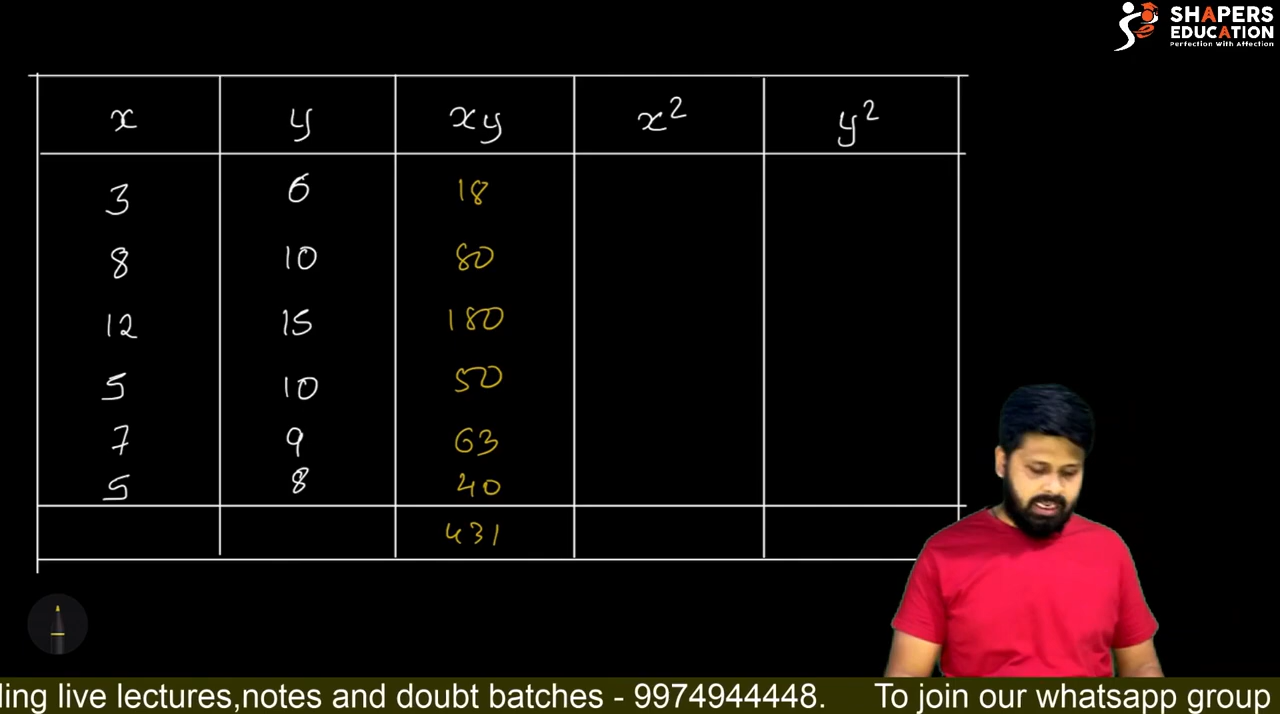 SHAPERS
EDUCATION
Perfection With Affection
x y xy x² y²
3 6 18
8 10 80
12 15 180
5 10 50
7 9 63
5 8 40
431
ling live lectures,notes and doubt batches - 9974944448. To join our whatsapp group